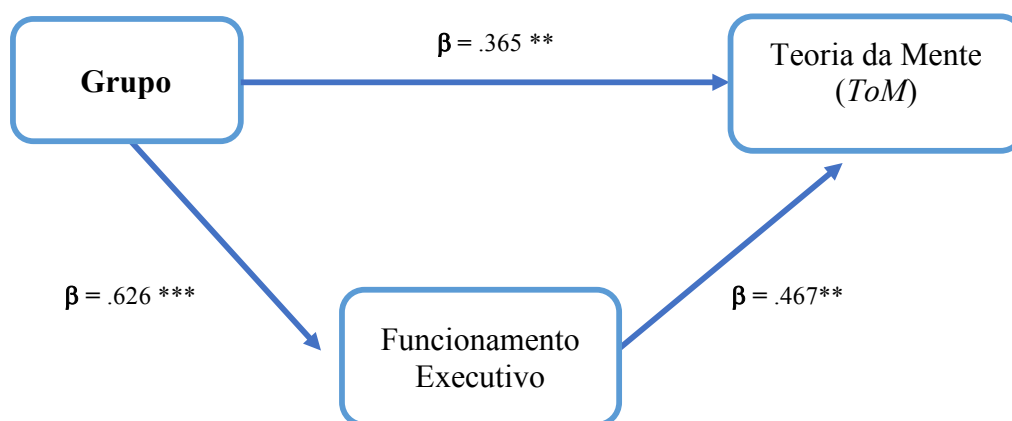 β = .365 **
Grupo
Teoria da Mente
(ToM)
β = .626 ***
β = .467**
Funcionamento
Executivo